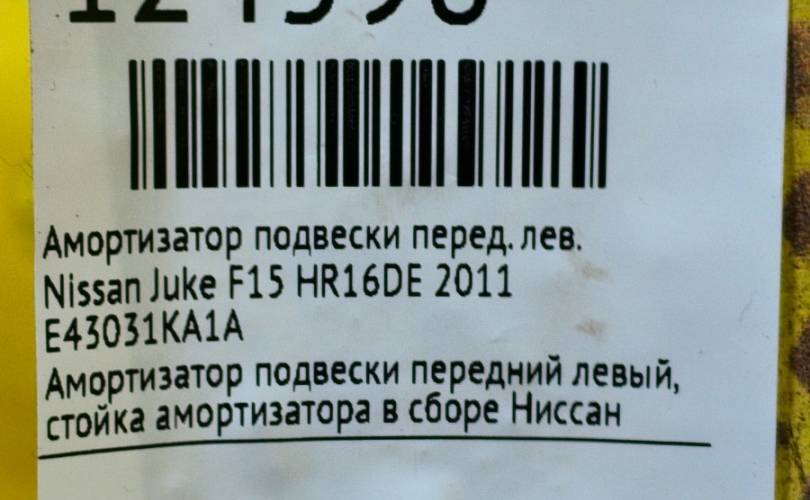 Амортизатор подвески перед. лев.
Nissan Juke F15 HR16DE 2011
E43031KA1A
Амортизатор подвески передний левый,
стойка амортизатора в сборе Ниссан